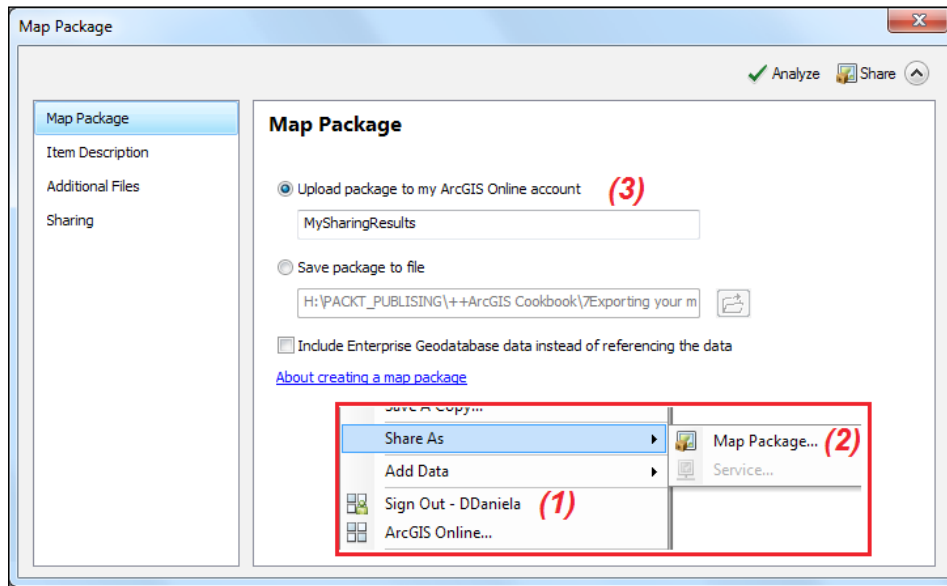 Map Package
Analyze Share
Map Package
Item Description
Additional Files
Sharing
Map Package
Upload package to my ArcGIS Online account (3)
MySharingResults
Save package to file
H:\PACKT_PUBLISING\++ArcGIS Cookbook\7Exporting your m
Include Enterprise Geodatabase data instead of referencing the data
About creating a map package
Save A Copy...
Share As
Map Package... (2)
Service...
Add Data
Sign Out - DDaniela (1)
ArcGIS Online...